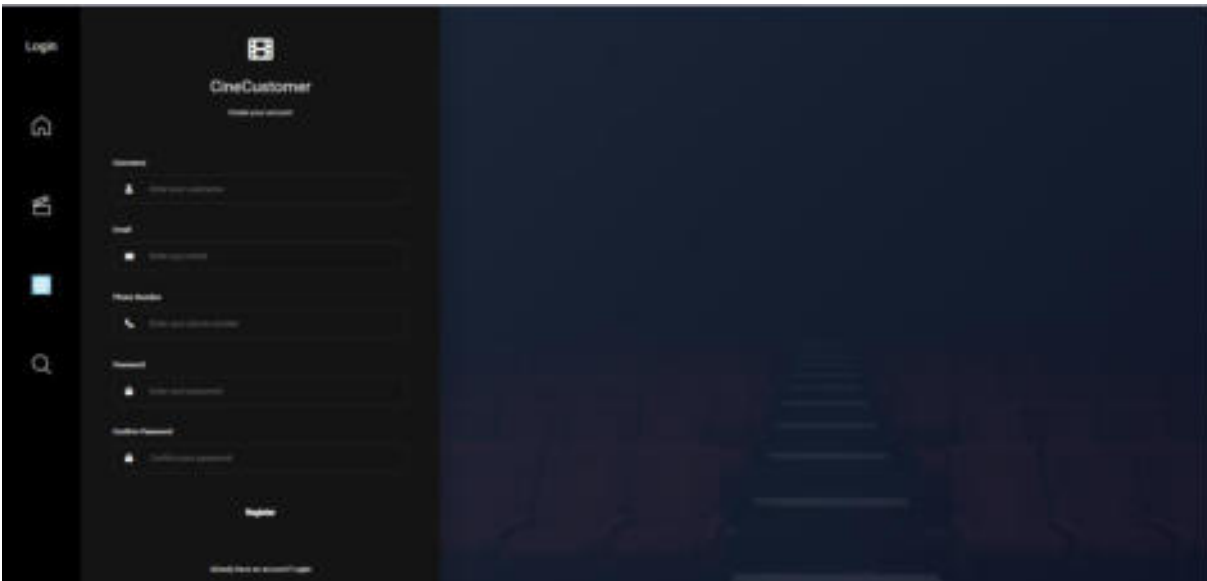 Login
CineCustomer
Create your account
Username
Enter your username
Email
Enter your email
Phone Number
Enter your phone number
Password
Enter your password
Confirm Password
Confirm your password
Register
Already have an account? Login